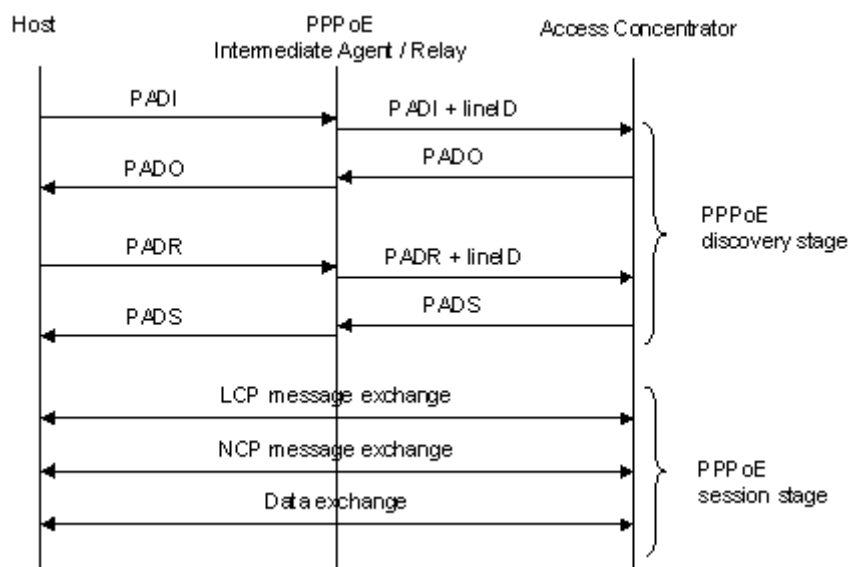 Host
PPPoE
Intermediate Agent / Relay
Access Concentrator
PADI
PADI + lineID
PADO
PADO
PPPoE
discovery stage
PADR
PADR + lineID
PADS
PADS
LCP message exchange
NCP message exchange
PPPoE
session stage
Data exchange